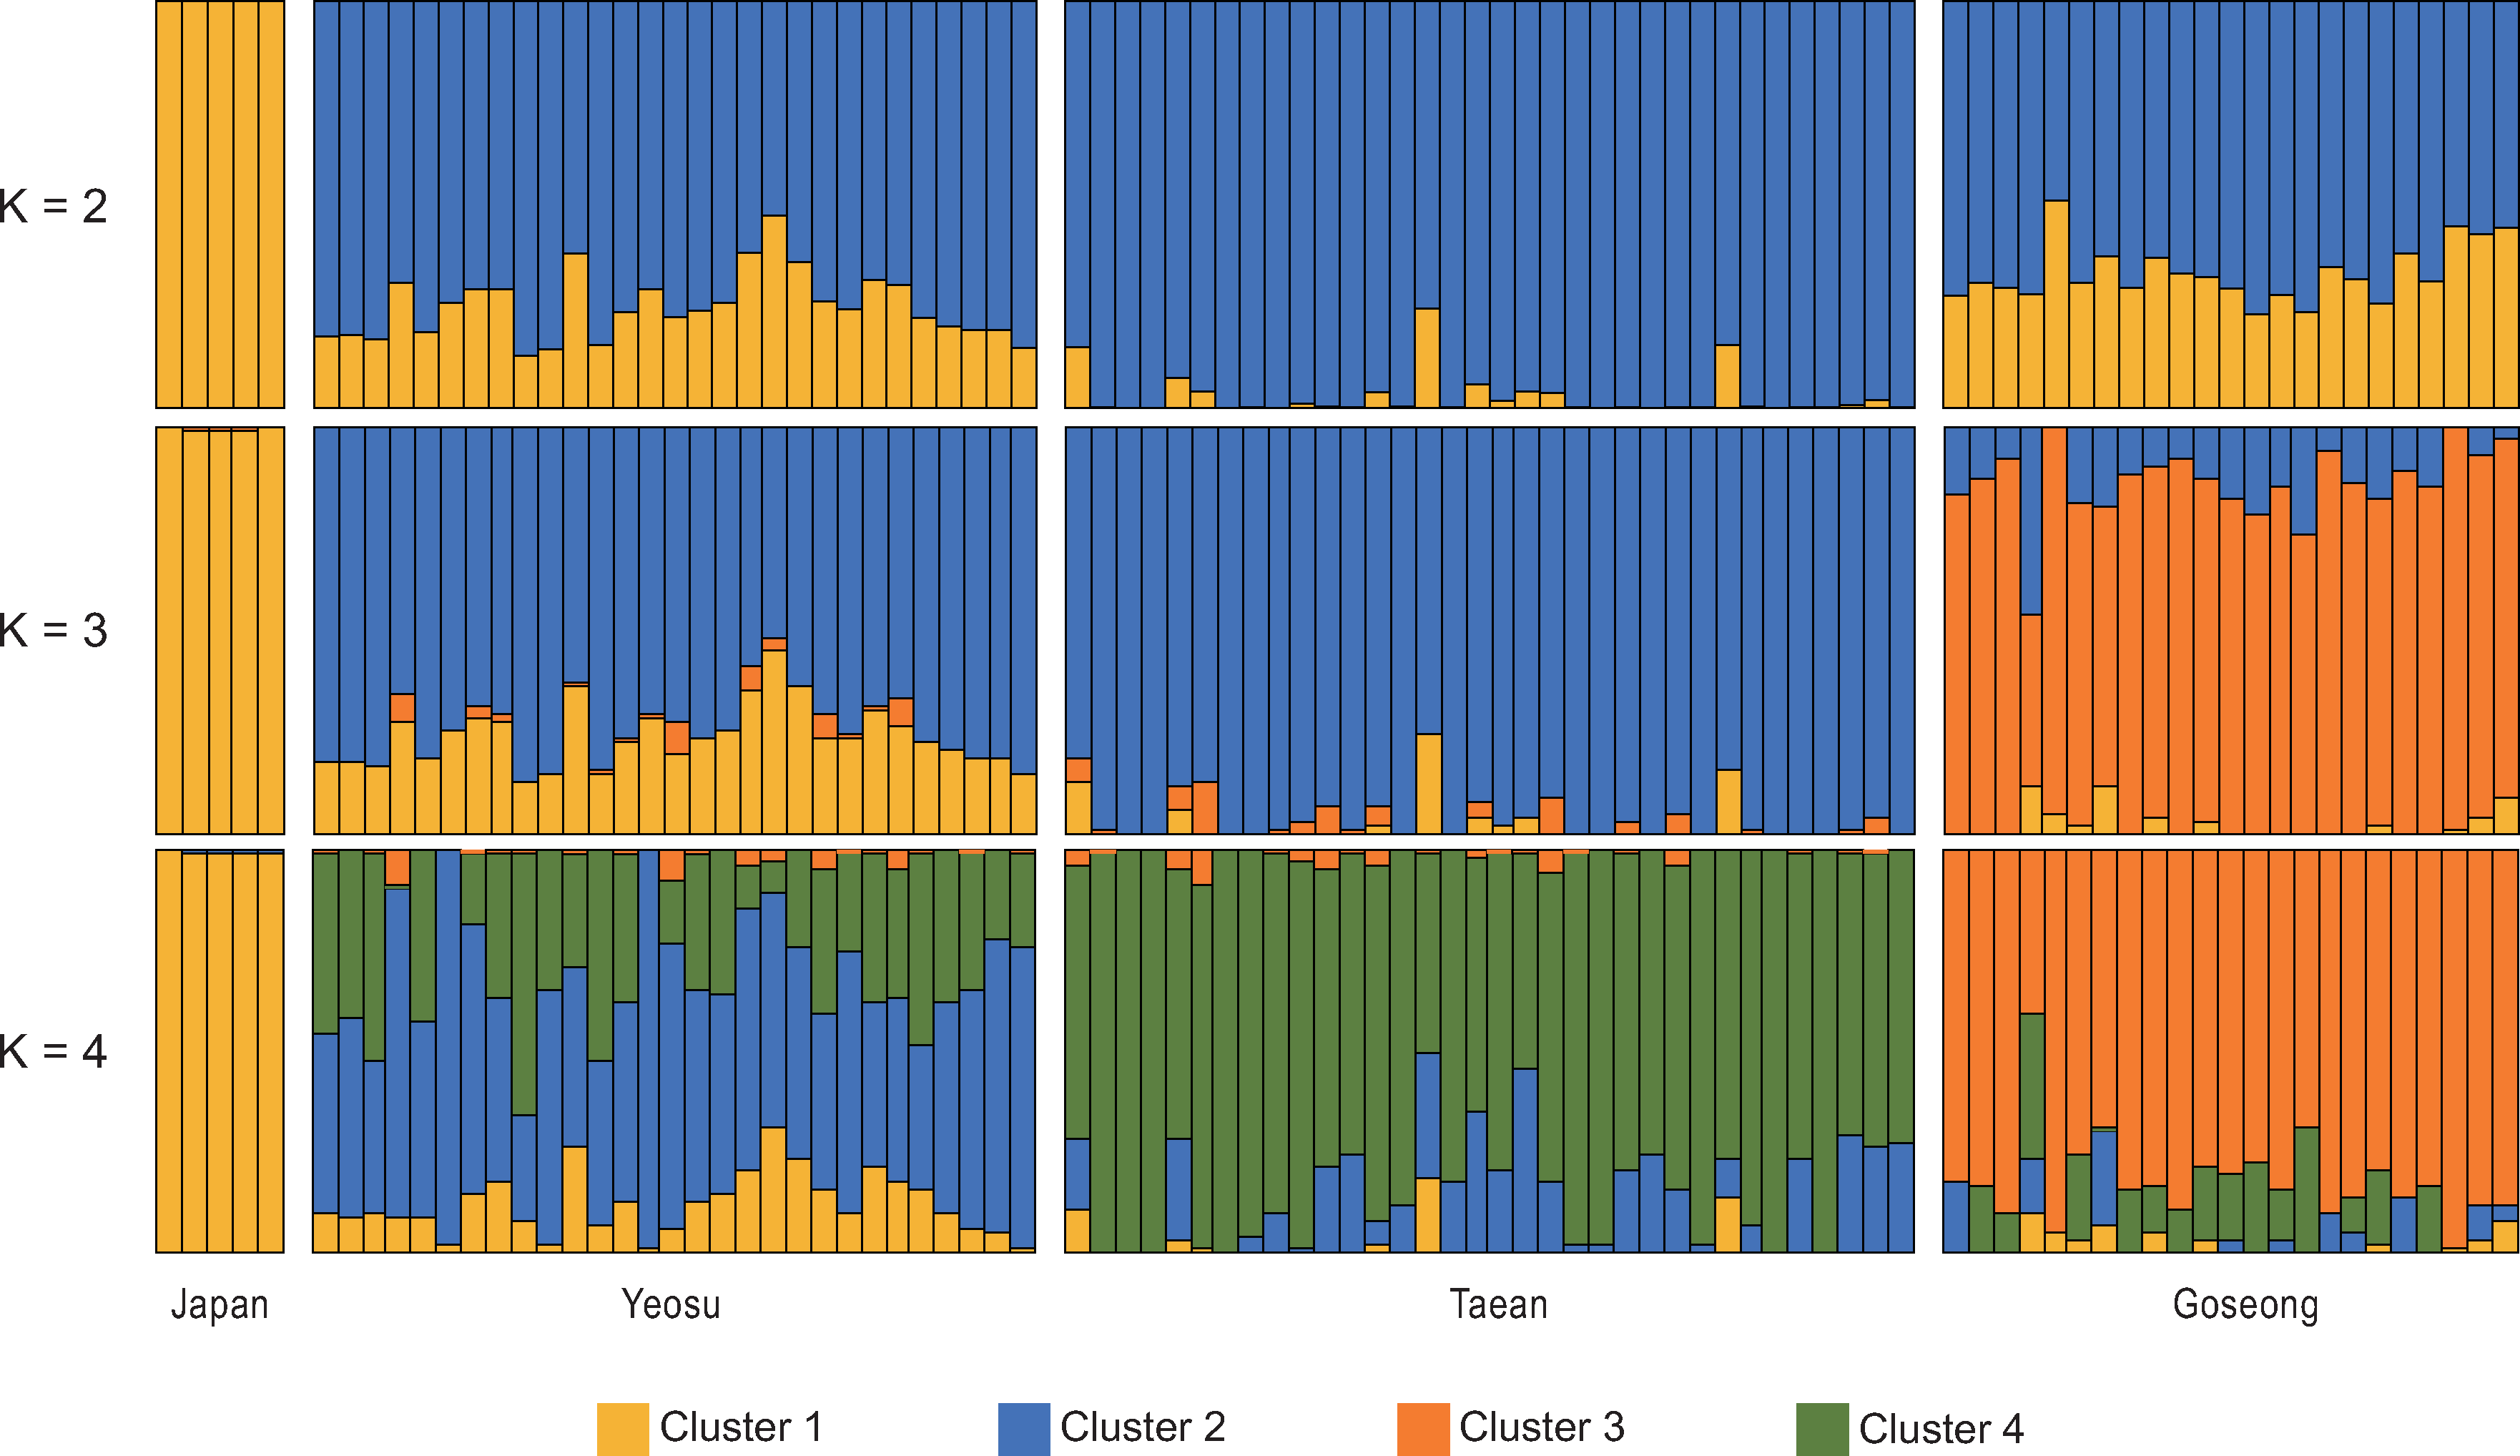 K = 2
K = 3
K = 4
Japan Yeosu Taean Goseong
Cluster 1 Cluster 2 Cluster 3 Cluster 4